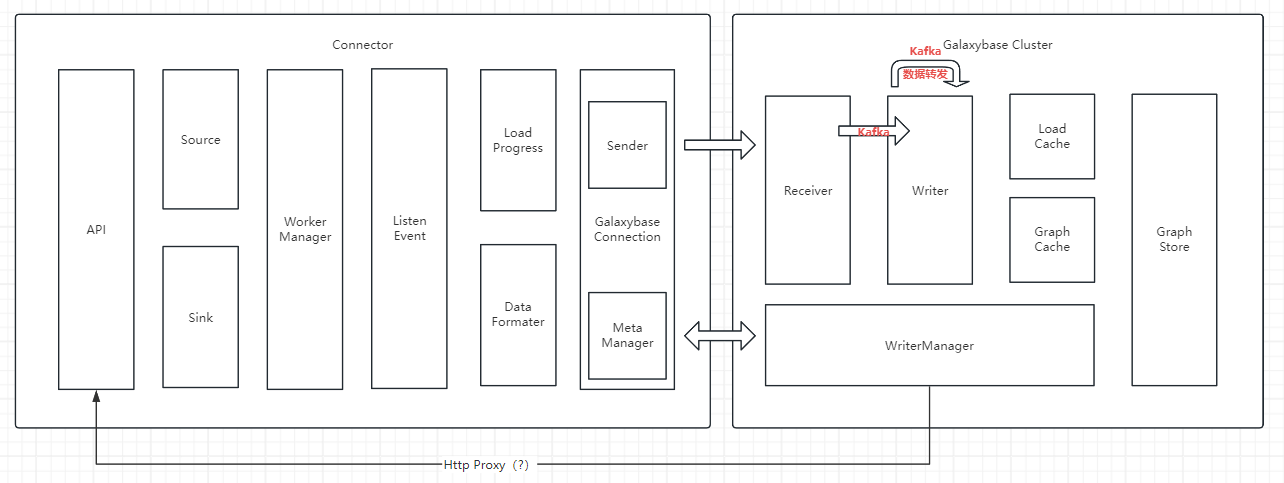 Connector
API
Source
Sink
Worker
Manager
Listen
Event
Load
Progress
Data
Formater
Sender
Galaxybase
Connection
Meta
Manager
Galaxybase Cluster
Kafka
数据转发
Receiver
Kafka
Writer
Load
Cache
Graph
Cache
Graph
Store
WriterManager
Http Proxy（?）